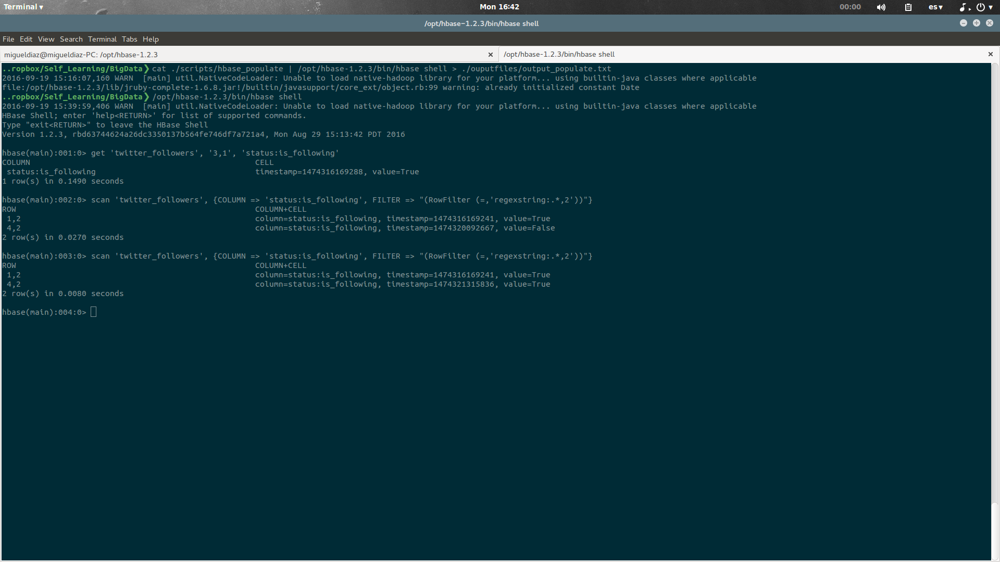 Terminal ▾ Mon 16:42 00:00 es▾
/opt/hbase-1.2.3/bin/hbase shell
File Edit View Search Terminal Tabs Help
migueldiaz@migueldiaz-PC: /opt/hbase-1.2.3 × /opt/hbase-1.2.3/bin/hbase shell ×
..ropbox/Self_Learning/BigData❯ cat ./scripts/hbase_populate | /opt/hbase-1.2.3/bin/hbase shell > ./ouputfiles/output_populate.txt
2016-09-19 15:16:07,160 WARN  [main] util.NativeCodeLoader: Unable to load native-hadoop library for your platform... using builtin-java classes where applicable
file:/opt/hbase-1.2.3/lib/jruby-complete-1.6.8.jar!/builtin/javasupport/core_ext/object.rb:99 warning: already initialized constant Date
..ropbox/Self_Learning/BigData❯ /opt/hbase-1.2.3/bin/hbase shell
2016-09-19 15:39:59,406 WARN  [main] util.NativeCodeLoader: Unable to load native-hadoop library for your platform... using builtin-java classes where applicable
HBase Shell; enter 'help<RETURN>' for list of supported commands.
Type "exit<RETURN>" to leave the HBase Shell
Version 1.2.3, rbd63744624a26dc3350137b564fe746df7a721a4, Mon Aug 29 15:13:42 PDT 2016
hbase(main):001:0> get 'twitter_followers', '3,1', 'status:is_following'
COLUMN CELL
status:is_following timestamp=1474316169288, value=True
1 row(s) in 0.1490 seconds
hbase(main):002:0> scan 'twitter_followers', {COLUMN => 'status:is_following', FILTER => "(RowFilter (=,'regexstring:.*,2'))"}
ROW COLUMN+CELL
1,2 column=status:is_following, timestamp=1474316169241, value=True
4,2 column=status:is_following, timestamp=1474320092667, value=False
2 row(s) in 0.0270 seconds
hbase(main):003:0> scan 'twitter_followers', {COLUMN => 'status:is_following', FILTER => "(RowFilter (=,'regexstring:.*,2'))"}
ROW COLUMN+CELL
1,2 column=status:is_following, timestamp=1474316169241, value=True
4,2 column=status:is_following, timestamp=1474321315836, value=True
2 row(s) in 0.0080 seconds
hbase(main):004:0>